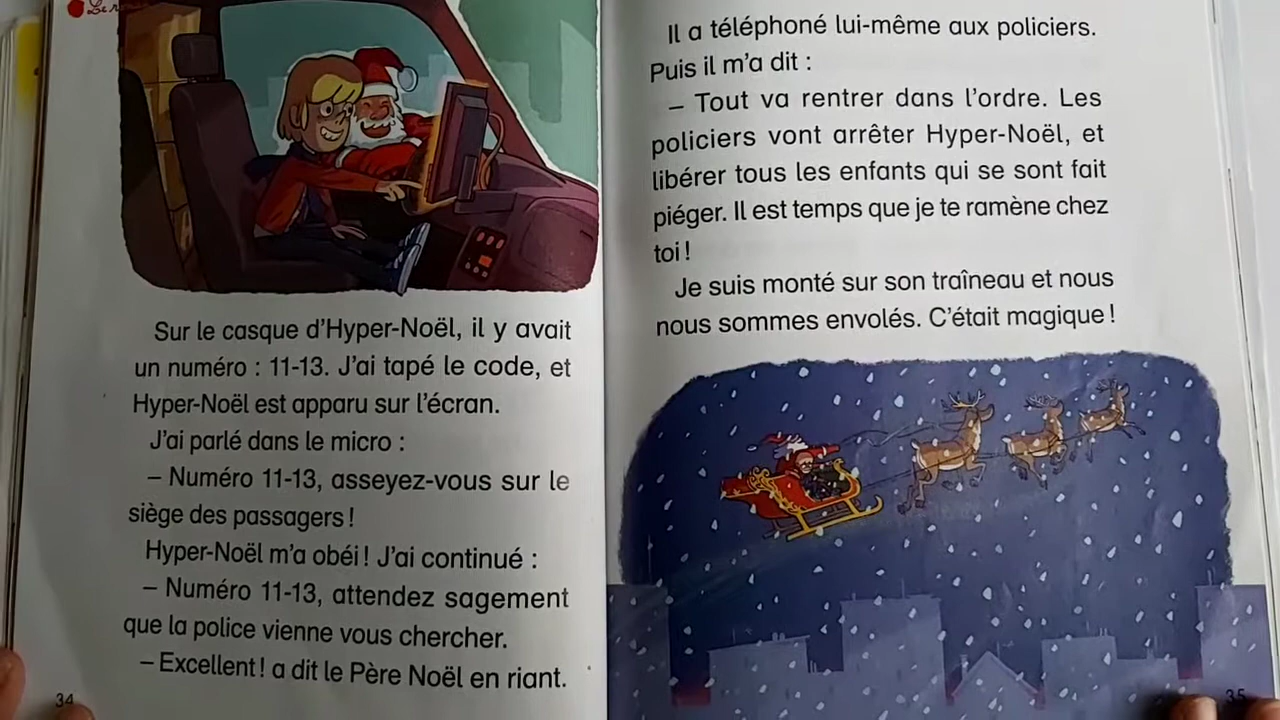 Sur le casque d'Hyper-Noël, il y avait
un numéro : 11-13. J'ai tapé le code, et
Hyper-Noël est apparu sur l'écran.
J'ai parlé dans le micro :
– Numéro 11-13, asseyez-vous sur le
siège des passagers !
Hyper-Noël m'a obéi ! J'ai continué :
– Numéro 11-13, attendez sagement
que la police vienne vous chercher.
– Excellent ! a dit le Père Noël en riant.
34
Il a téléphoné lui-même aux policiers.
Puis il m'a dit :
– Tout va rentrer dans l'ordre. Les
policiers vont arrêter Hyper-Noël, et
libérer tous les enfants qui se sont fait
piéger. Il est temps que je te ramène chez
toi !
Je suis monté sur son traîneau et nous
nous sommes envolés. C'était magique !
35